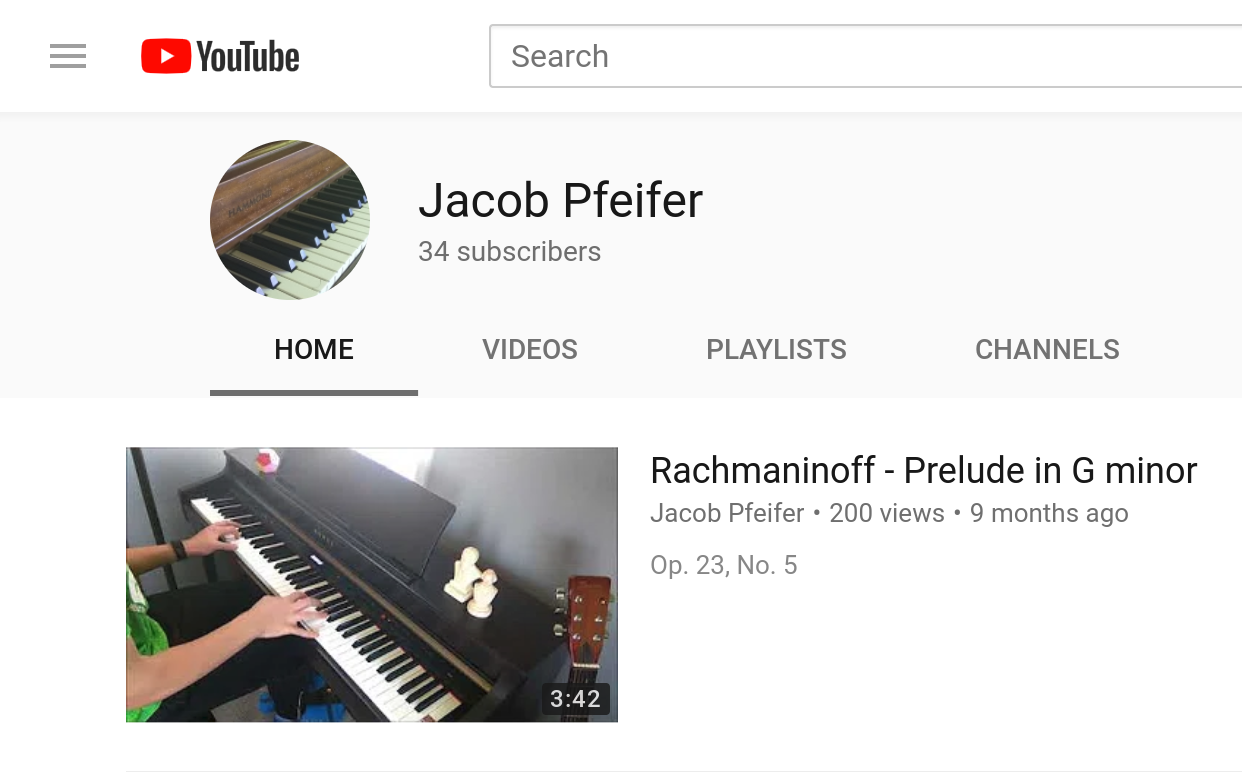 YouTube
Search
Jacob Pfeifer
34 subscribers
HOME VIDEOS PLAYLISTS CHANNELS
Rachmaninoff - Prelude in G minor
Jacob Pfeifer • 200 views • 9 months ago
Op. 23, No. 5
3:42